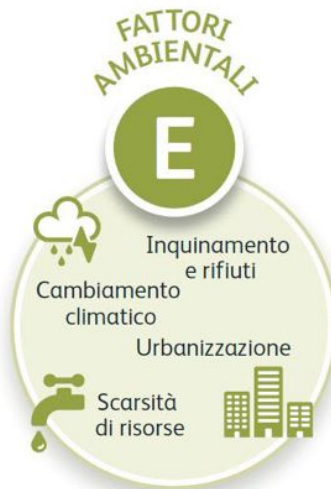 FATTORI
AMBIENTALI
E
Inquinamento
e rifiuti
Cambiamento
climatico
Urbanizzazione
Scarsità
di risorse